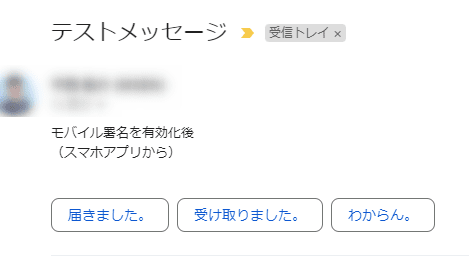 テストメッセージ 受信トレイ ×
モバイル署名を有効化後
（スマホアプリから）
届きました。 受け取りました。 わからん。